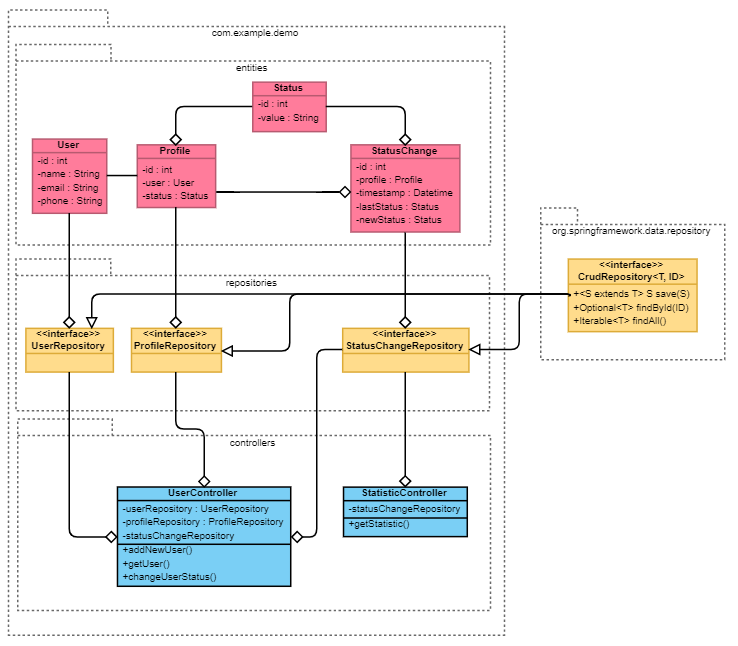 com.example.demo
entities
Status
-id : int
-value : String
User
-id : int
-name : String
-email : String
-phone : String
Profile
-id : int
-user : User
-status : Status
StatusChange
-id : int
-profile : Profile
-timestamp : Datetime
-lastStatus : Status
-newStatus : Status
org.springframework.data.repository
<<interface>>
CrudRepository<T, ID>
+<S extends T> S save(S)
+Optional<T> findById(ID)
+Iterable<T> findAll()
repositories
<<interface>>
UserRepository
<<interface>>
ProfileRepository
<<interface>>
StatusChangeRepository
controllers
UserController
-userRepository : UserRepository
-profileRepository : ProfileRepository
-statusChangeRepository
+addNewUser()
+getUser()
+changeUserStatus()
StatisticController
-statusChangeRepository
+getStatistic()